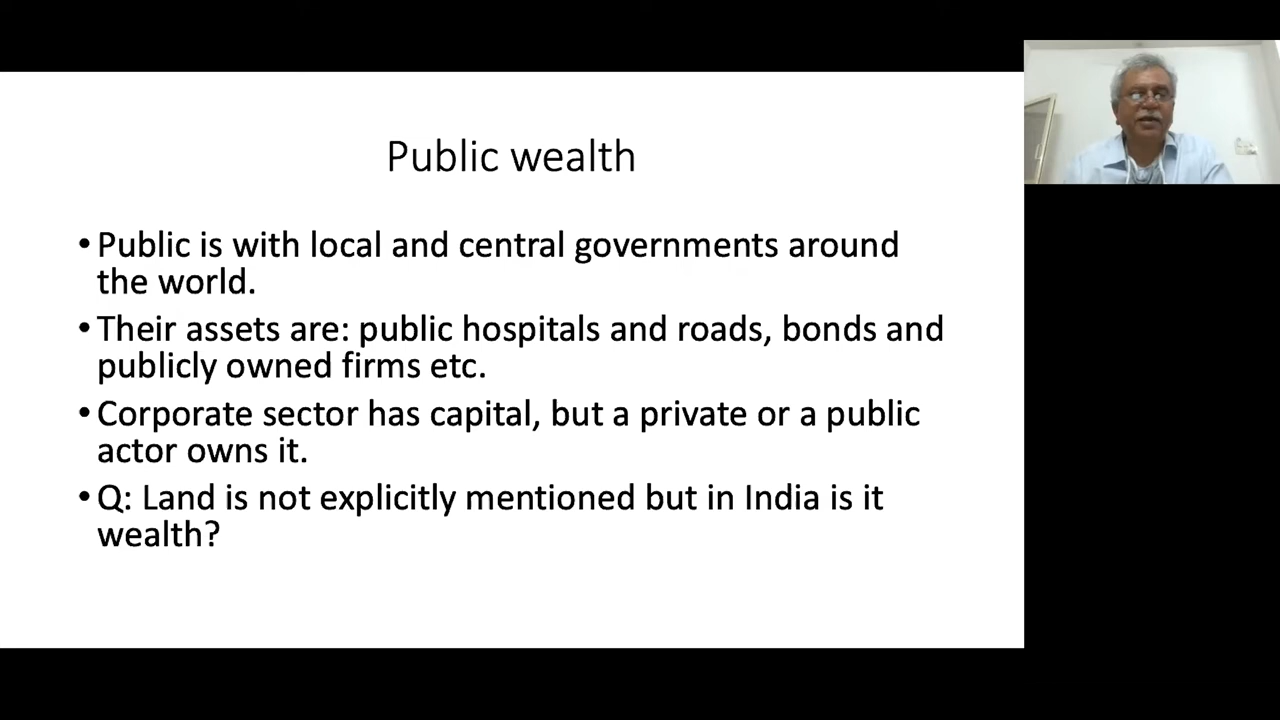 Public wealth
• Public is with local and central governments around
the world.
• Their assets are: public hospitals and roads, bonds and
publicly owned firms etc.
• Corporate sector has capital, but a private or a public
actor owns it.
• Q: Land is not explicitly mentioned but in India is it
wealth?